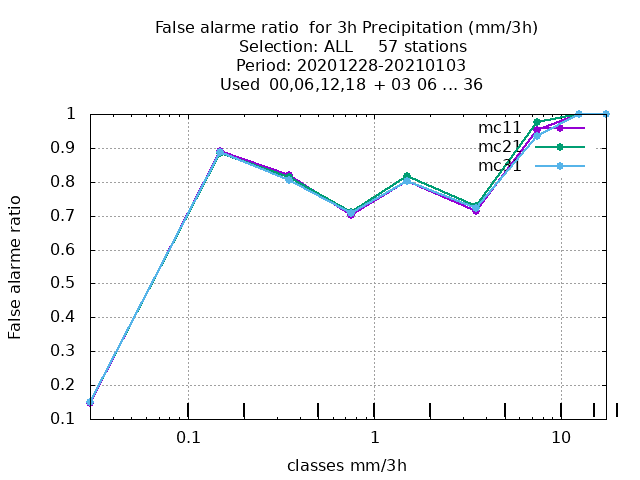 False alarme ratio  for 3h Precipitation (mm/3h)
Selection: ALL     57 stations
Period: 20201228-20210103
Used  00,06,12,18  + 03 06 ... 36
mc11
mc21
mc31
1
0.9
0.8
0.7
0.6
0.5
0.4
0.3
0.2
0.1
False alarme ratio
0.1
1
10
classes mm/3h